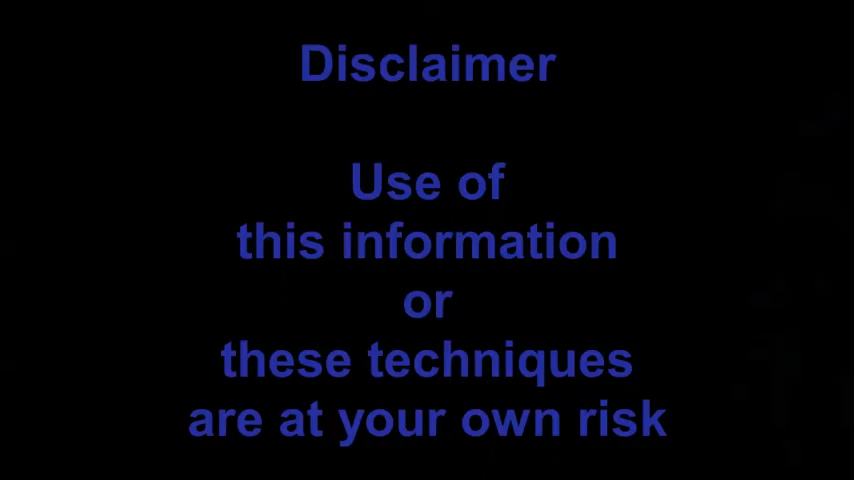 Disclaimer
Use of
this information
or
these techniques
are at your own risk